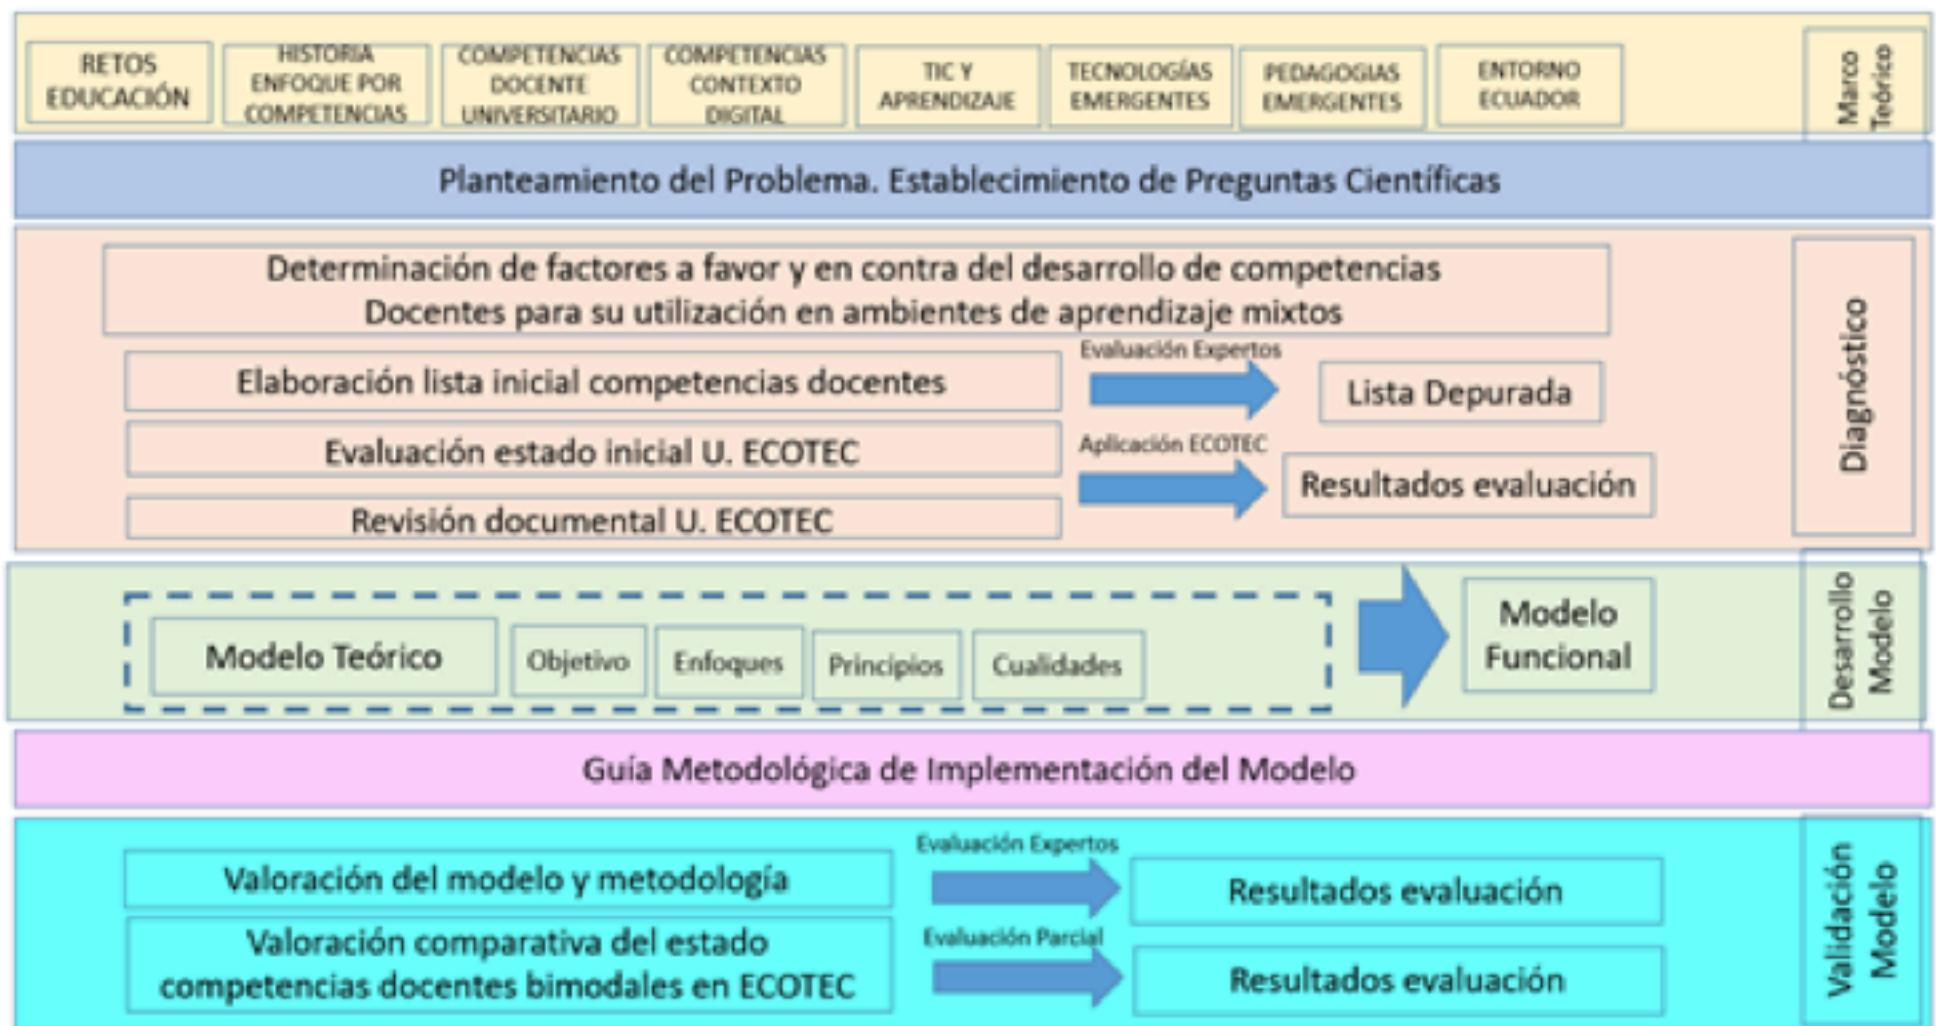 RETOS
EDUCACIÓN
HISTORIA
ENFOQUE POR
COMPETENCIAS
COMPETENCIAS
DOCENTE
UNIVERSITARIO
COMPETENCIAS
CONTEXTO
DIGITAL
TIC Y
APRENDIZAJE
TECNOLOGÍAS
EMERGENTES
PEDAGOGIAS
EMERGENTES
ENTORNO
ECUADOR
Marco
Teórico
Planteamiento del Problema. Establecimiento de Preguntas Científicas
Determinación de factores a favor y en contra del desarrollo de competencias
Docentes para su utilización en ambientes de aprendizaje mixtos
Elaboración lista inicial competencias docentes
Evaluación Expertos
Lista Depurada
Evaluación estado inicial U. ECOTEC
Aplicación ECOTEC
Resultados evaluación
Revisión documental U. ECOTEC
Diagnóstico
Modelo Teórico
Objetivo
Enfoques
Principios
Cualidades
Modelo
Funcional
Desarrollo
Modelo
Guía Metodológica de Implementación del Modelo
Valoración del modelo y metodología
Evaluación Expertos
Resultados evaluación
Valoración comparativa del estado
competencias docentes bimodales en ECOTEC
Evaluación Parcial
Resultados evaluación
Validación
Modelo